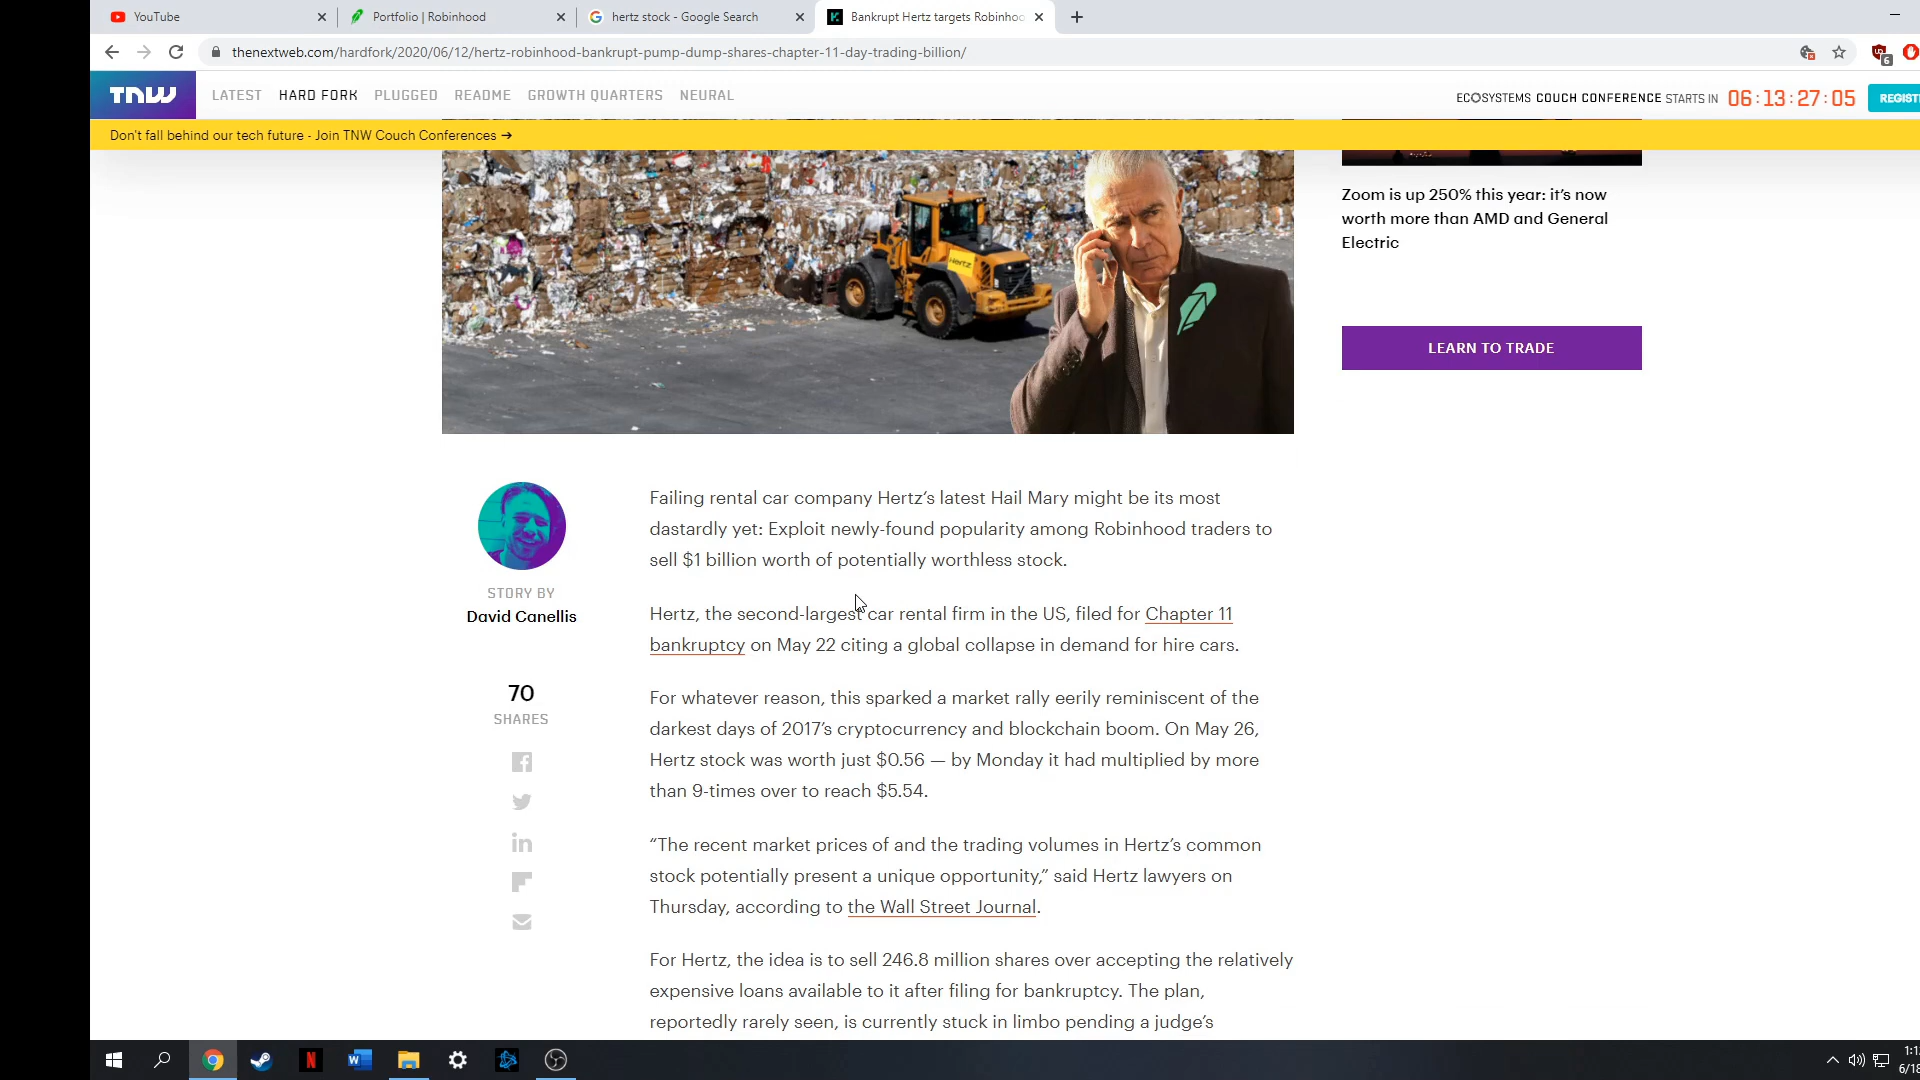 YouTube
Portfolio | Robinhood
hertz stock - Google Search
Bankrupt Hertz targets Robinhoo
thenextweb.com/hardfork/2020/06/12/hertz-robinhood-bankrupt-pump-dump-shares-chapter-11-day-trading-billion/
6
TNW
LATEST HARD FORK PLUGGED README GROWTH QUARTERS NEURAL
ECOSYSTEMS COUCH CONFERENCE STARTS IN 06:13:27:05
REGIST
Don't fall behind our tech future - Join TNW Couch Conferences →
Hertz
Zoom is up 250% this year: it's now
worth more than AMD and General
Electric
LEARN TO TRADE
STORY BY
David Canellis
70
SHARES
Failing rental car company Hertz's latest Hail Mary might be its most
dastardly yet: Exploit newly-found popularity among Robinhood traders to
sell $1 billion worth of potentially worthless stock.
Hertz, the second-largest car rental firm in the US, filed for Chapter 11
bankruptcy on May 22 citing a global collapse in demand for hire cars.
For whatever reason, this sparked a market rally eerily reminiscent of the
darkest days of 2017's cryptocurrency and blockchain boom. On May 26,
Hertz stock was worth just $0.56 — by Monday it had multiplied by more
than 9-times over to reach $5.54.
“The recent market prices of and the trading volumes in Hertz's common
stock potentially present a unique opportunity,” said Hertz lawyers on
Thursday, according to the Wall Street Journal.
For Hertz, the idea is to sell 246.8 million shares over accepting the relatively
expensive loans available to it after filing for bankruptcy. The plan,
reportedly rarely seen, is currently stuck in limbo pending a judge's
1:1
6/18